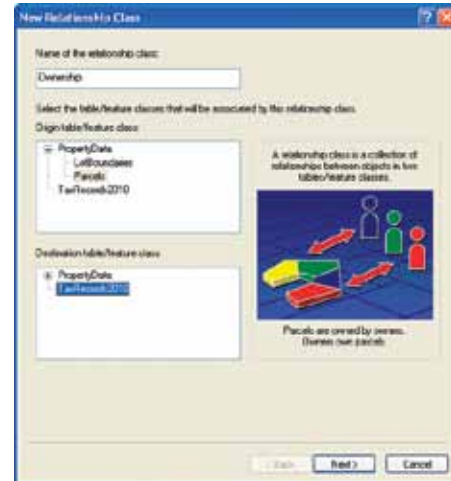 New Relationship Class
Name of the relationship class:
Ownership
Select the table/feature classes that will be associated by this relationship class.
Origin table/feature class:
PropertyData
LotBoundaries
Parcels
TaxRecords2010
A relationship class is a collection of
relationships between objects in two
tables/feature classes.
Destination table/feature class:
PropertyData
TaxRecords2010
Parcels are owned by owners.
Owners own parcels.
< Back
Next >
Cancel